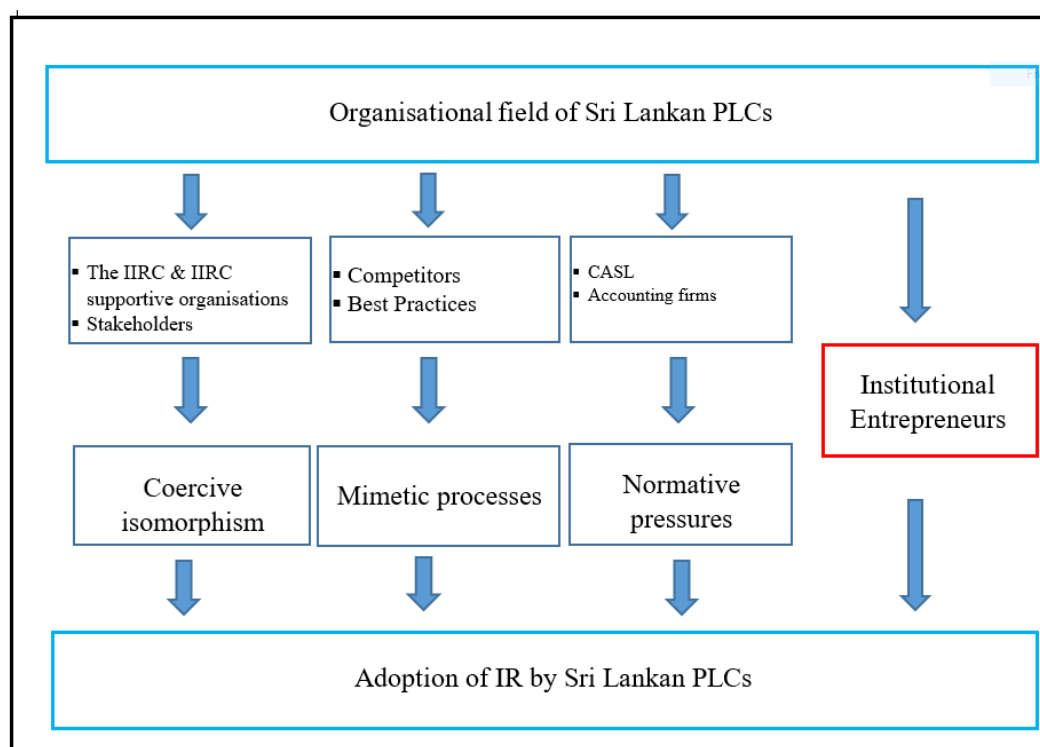 Organisational field of Sri Lankan PLCs
▪ The IIRC & IIRC
supportive organisations
▪ Stakeholders
▪ Competitors
▪ Best Practices
▪ CASL
▪ Accounting firms
Institutional
Entrepreneurs
Coercive
isomorphism
Mimetic processes
Normative
pressures
Adoption of IR by Sri Lankan PLCs